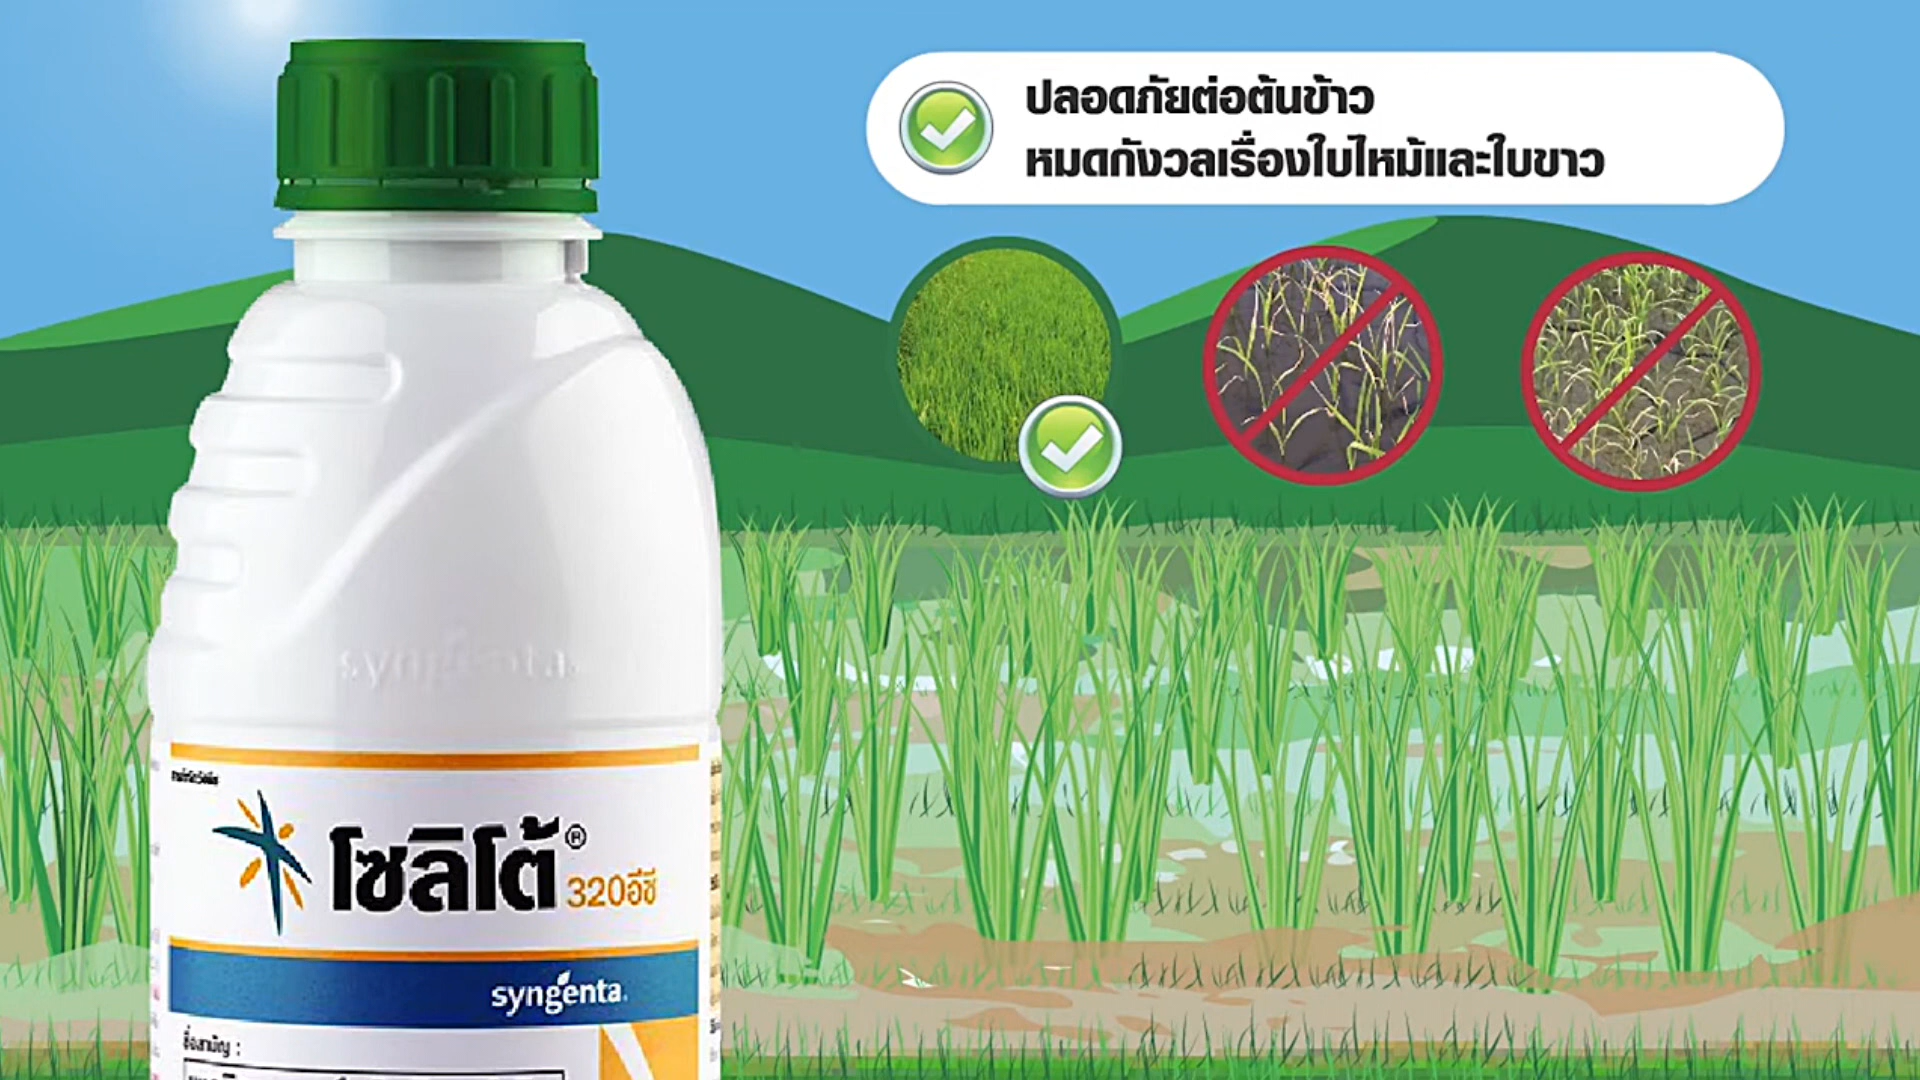 ปลอดภัยต่อต้นข้าว
หมดกังวลเรื่องใบไหม้และใบขาว
syngenta
โซลิโต้®
320อีซี
syngenta
ชื่อสามัญ :